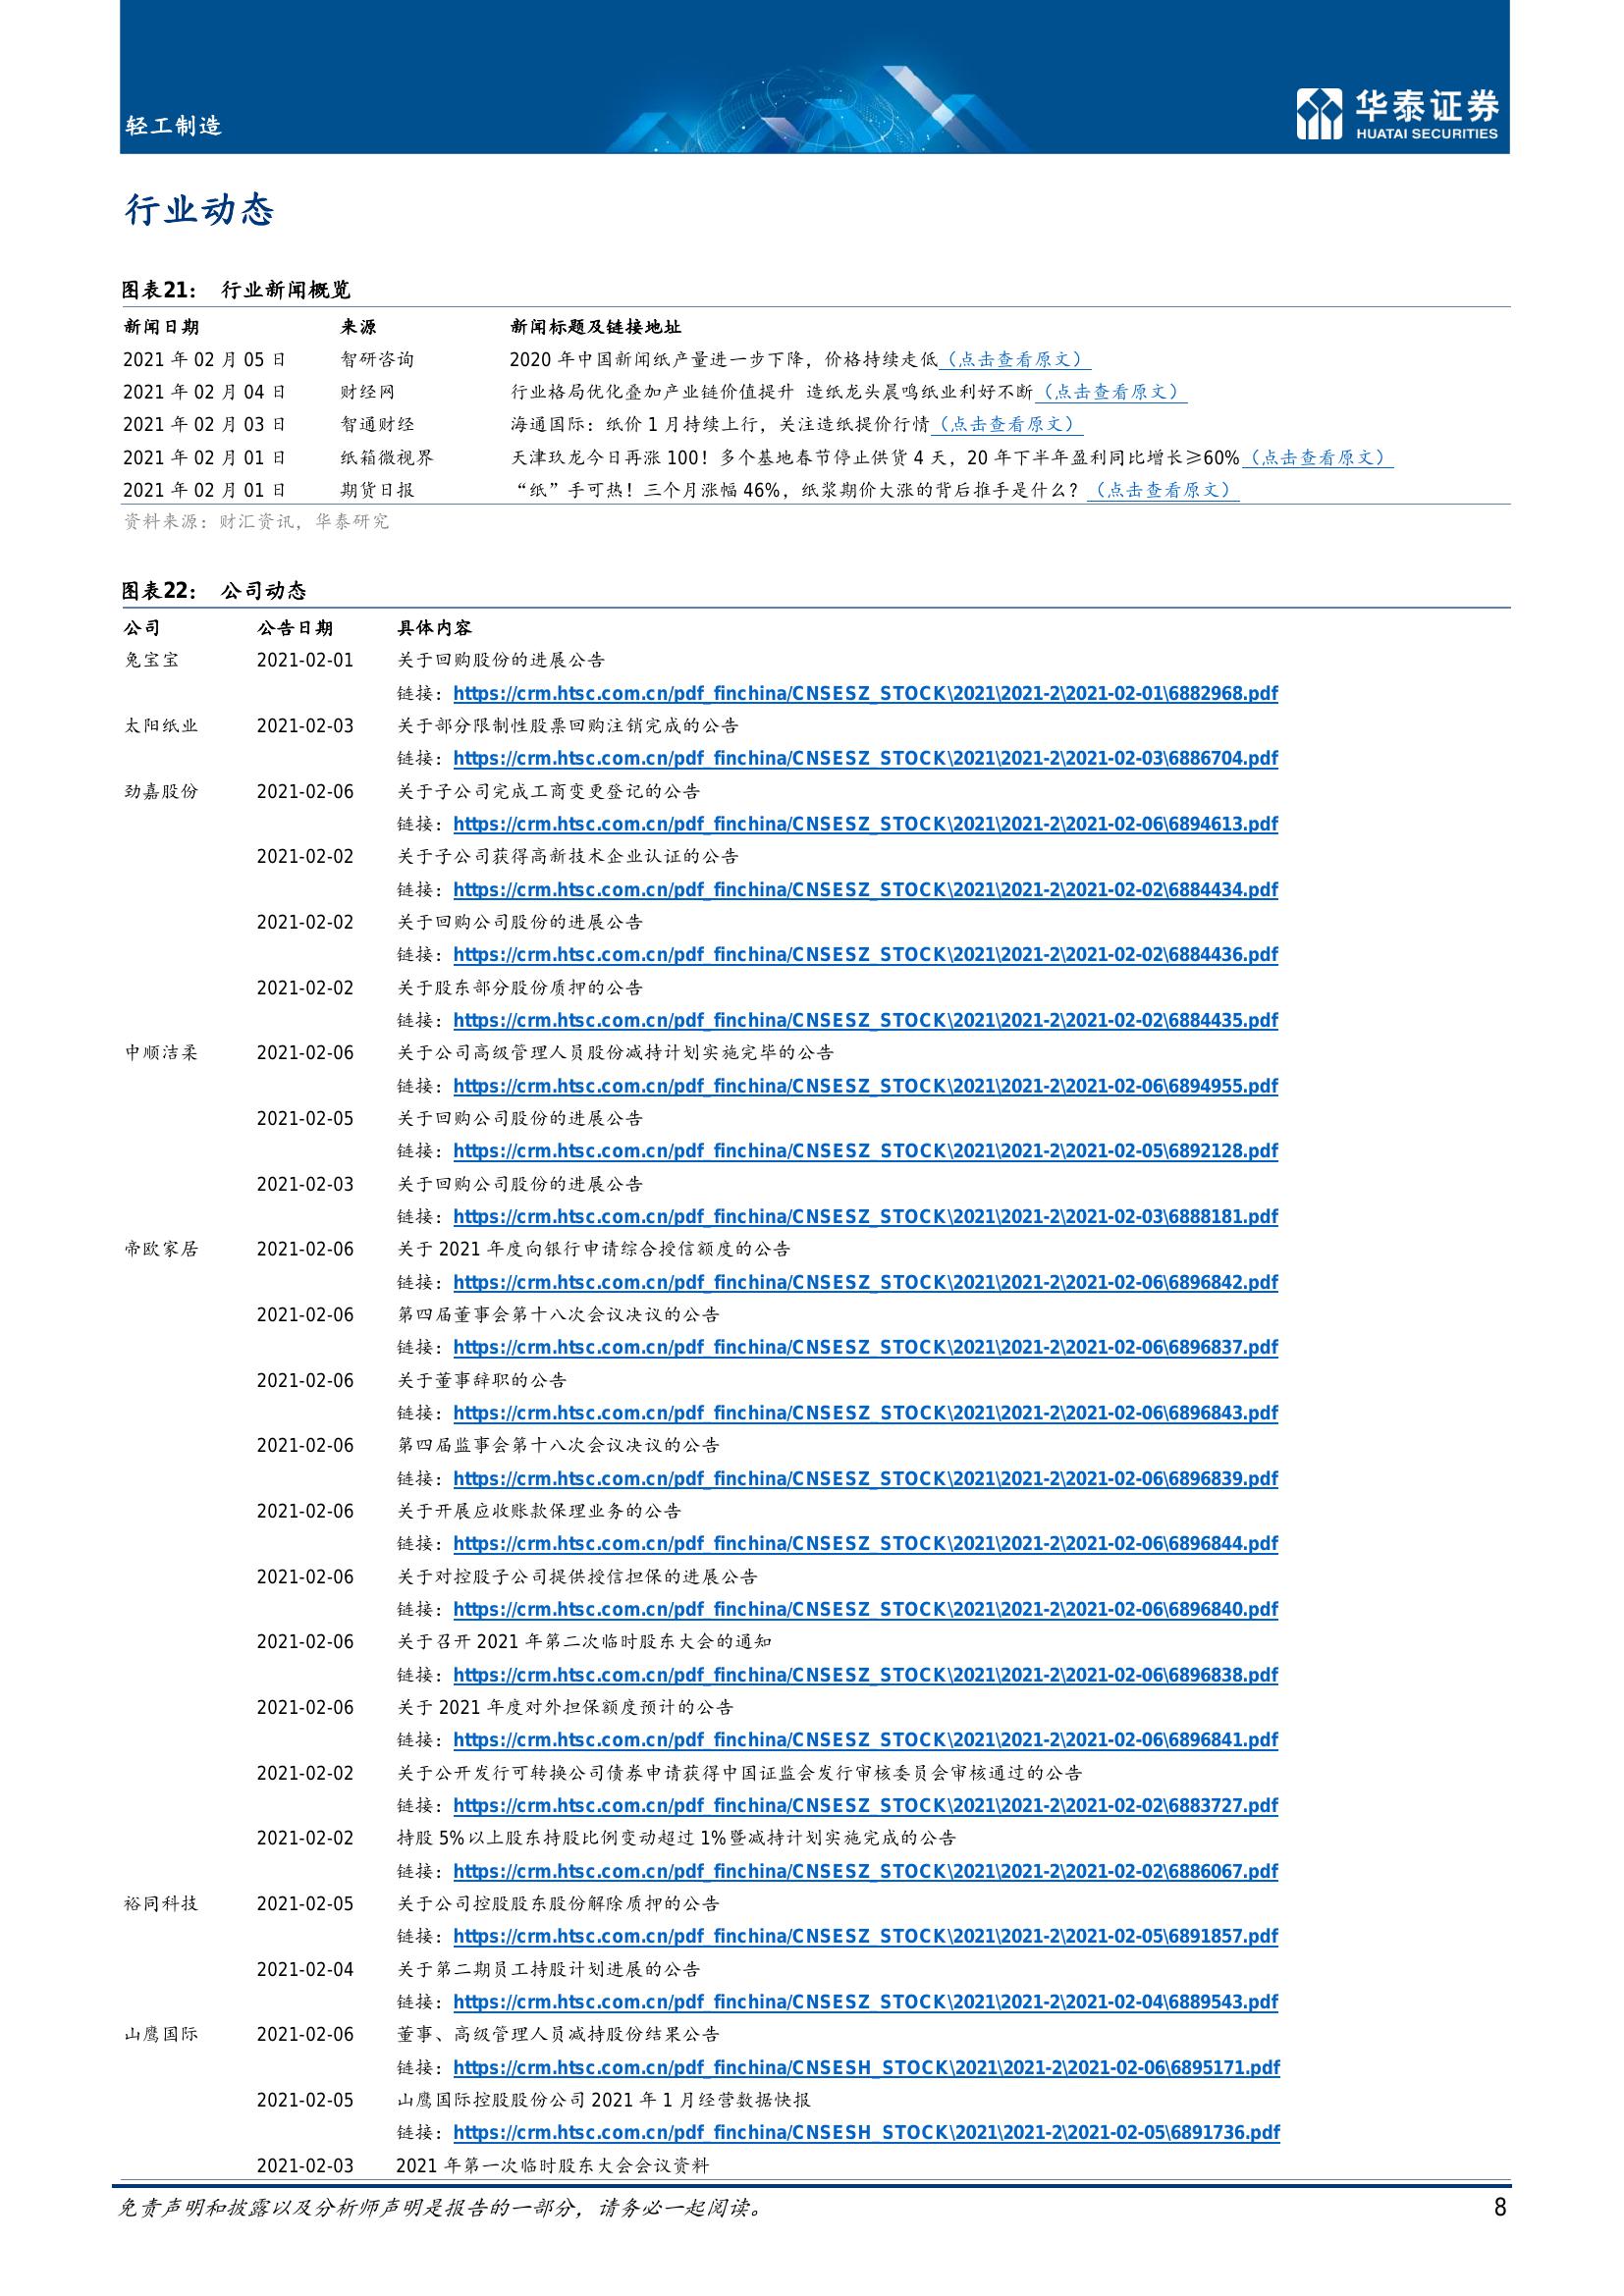 轻工制造
华泰证券
HUATAI SECURITIES
行业动态
图表21： 行业新闻概览
新闻日期 来源 新闻标题及链接地址
2021 年 02 月 05 日 智研咨询 2020 年中国新闻纸产量进一步下降，价格持续走低（点击查看原文）
2021 年 02 月 04 日 财经网 行业格局优化叠加产业链价值提升 造纸龙头晨鸣纸业利好不断（点击查看原文）
2021 年 02 月 03 日 智通财经 海通国际：纸价 1 月持续上行，关注造纸提价行情（点击查看原文）
2021 年 02 月 01 日 纸箱微视界 天津玖龙今日再涨 100！多个基地春节停止供货 4 天，20 年下半年盈利同比增长≥60%（点击查看原文）
2021 年 02 月 01 日 期货日报 “纸”手可热！三个月涨幅 46%，纸浆期价大涨的背后推手是什么？（点击查看原文）
资料来源：财汇资讯，华泰研究
图表22： 公司动态
公司 公告日期 具体内容
兔宝宝 2021-02-01 关于回购股份的进展公告
链接：https://crm.htsc.com.cn/pdf_finchina/CNSESZ_STOCK\2021\2021-2\2021-02-01\6882968.pdf
太阳纸业 2021-02-03 关于部分限制性股票回购注销完成的公告
链接：https://crm.htsc.com.cn/pdf_finchina/CNSESZ_STOCK\2021\2021-2\2021-02-03\6886704.pdf
劲嘉股份 2021-02-06 关于子公司完成工商变更登记的公告
链接：https://crm.htsc.com.cn/pdf_finchina/CNSESZ_STOCK\2021\2021-2\2021-02-06\6894613.pdf
2021-02-02 关于子公司获得高新技术企业认证的公告
链接：https://crm.htsc.com.cn/pdf_finchina/CNSESZ_STOCK\2021\2021-2\2021-02-02\6884434.pdf
2021-02-02 关于回购公司股份的进展公告
链接：https://crm.htsc.com.cn/pdf_finchina/CNSESZ_STOCK\2021\2021-2\2021-02-02\6884436.pdf
2021-02-02 关于股东部分股份质押的公告
链接：https://crm.htsc.com.cn/pdf_finchina/CNSESZ_STOCK\2021\2021-2\2021-02-02\6884435.pdf
中顺洁柔 2021-02-06 关于公司高级管理人员股份减持计划实施完毕的公告
链接：https://crm.htsc.com.cn/pdf_finchina/CNSESZ_STOCK\2021\2021-2\2021-02-06\6894955.pdf
2021-02-05 关于回购公司股份的进展公告
链接：https://crm.htsc.com.cn/pdf_finchina/CNSESZ_STOCK\2021\2021-2\2021-02-05\6892128.pdf
2021-02-03 关于回购公司股份的进展公告
链接：https://crm.htsc.com.cn/pdf_finchina/CNSESZ_STOCK\2021\2021-2\2021-02-03\6888181.pdf
帝欧家居 2021-02-06 关于 2021 年度向银行申请综合授信额度的公告
链接：https://crm.htsc.com.cn/pdf_finchina/CNSESZ_STOCK\2021\2021-2\2021-02-06\6896842.pdf
2021-02-06 第四届董事会第十八次会议决议的公告
链接：https://crm.htsc.com.cn/pdf_finchina/CNSESZ_STOCK\2021\2021-2\2021-02-06\6896837.pdf
2021-02-06 关于董事辞职的公告
链接：https://crm.htsc.com.cn/pdf_finchina/CNSESZ_STOCK\2021\2021-2\2021-02-06\6896843.pdf
2021-02-06 第四届监事会第十八次会议决议的公告
链接：https://crm.htsc.com.cn/pdf_finchina/CNSESZ_STOCK\2021\2021-2\2021-02-06\6896839.pdf
2021-02-06 关于开展应收账款保理业务的公告
链接：https://crm.htsc.com.cn/pdf_finchina/CNSESZ_STOCK\2021\2021-2\2021-02-06\6896844.pdf
2021-02-06 关于对控股子公司提供授信担保的进展公告
链接：https://crm.htsc.com.cn/pdf_finchina/CNSESZ_STOCK\2021\2021-2\2021-02-06\6896840.pdf
2021-02-06 关于召开 2021 年第二次临时股东大会的通知
链接：https://crm.htsc.com.cn/pdf_finchina/CNSESZ_STOCK\2021\2021-2\2021-02-06\6896838.pdf
2021-02-06 关于 2021 年度对外担保额度预计的公告
链接：https://crm.htsc.com.cn/pdf_finchina/CNSESZ_STOCK\2021\2021-2\2021-02-06\6896841.pdf
2021-02-02 关于公开发行可转换公司债券申请获得中国证监会发行审核委员会审核通过的公告
链接：https://crm.htsc.com.cn/pdf_finchina/CNSESZ_STOCK\2021\2021-2\2021-02-02\6883727.pdf
2021-02-02 持股 5%以上股东持股比例变动超过 1%暨减持计划实施完成的公告
链接：https://crm.htsc.com.cn/pdf_finchina/CNSESZ_STOCK\2021\2021-2\2021-02-02\6886067.pdf
裕同科技 2021-02-05 关于公司控股股东股份解除质押的公告
链接：https://crm.htsc.com.cn/pdf_finchina/CNSESZ_STOCK\2021\2021-2\2021-02-05\6891857.pdf
2021-02-04 关于第二期员工持股计划进展的公告
链接：https://crm.htsc.com.cn/pdf_finchina/CNSESZ_STOCK\2021\2021-2\2021-02-04\6889543.pdf
山鹰国际 2021-02-06 董事、高级管理人员减持股份结果公告
链接：https://crm.htsc.com.cn/pdf_finchina/CNSESH_STOCK\2021\2021-2\2021-02-06\6895171.pdf
2021-02-05 山鹰国际控股股份公司 2021 年 1 月经营数据快报
链接：https://crm.htsc.com.cn/pdf_finchina/CNSESH_STOCK\2021\2021-2\2021-02-05\6891736.pdf
2021-02-03 2021 年第一次临时股东大会会议资料
免责声明和披露以及分析师声明是报告的一部分，请务必一起阅读。 8